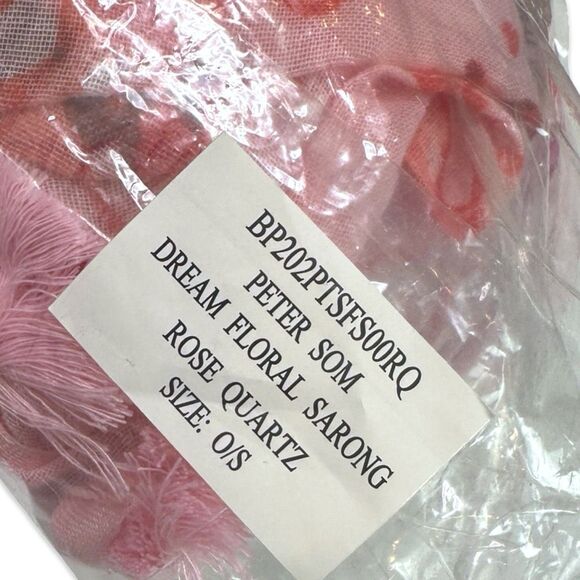 BP202PTSFS00RQ
PETER SOM
DREAM FLORAL SARONG
ROSE QUARTZ
SIZE: O/S